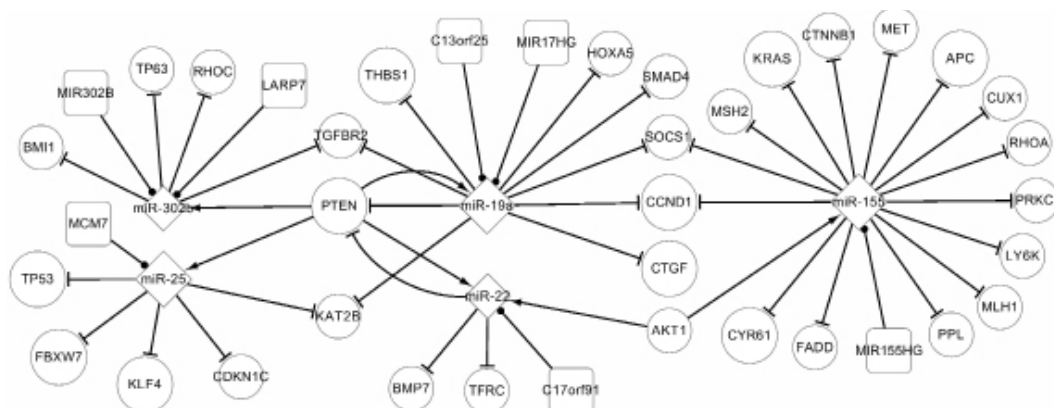 C13orf25
MIR17HG
CTNNB1
MET
TP63
RHOC
THBS1
HOXA5
KRAS
APC
MIR302B
LARP7
SMAD4
CUX1
MSH2
BMI1
TGFBR2
SOCS1
RHOA
miR-302b
PTEN
miR-19a
CCND1
miR-155
PRKC
MCM7
TP53
miR-25
CTGF
LY6K
miR-22
KAT2B
AKT1
MLH1
FBXW7
KLF4
CDKN1C
BMP7
TFRC
C17orf91
CYR61
FADD
MIR155HG
PPL